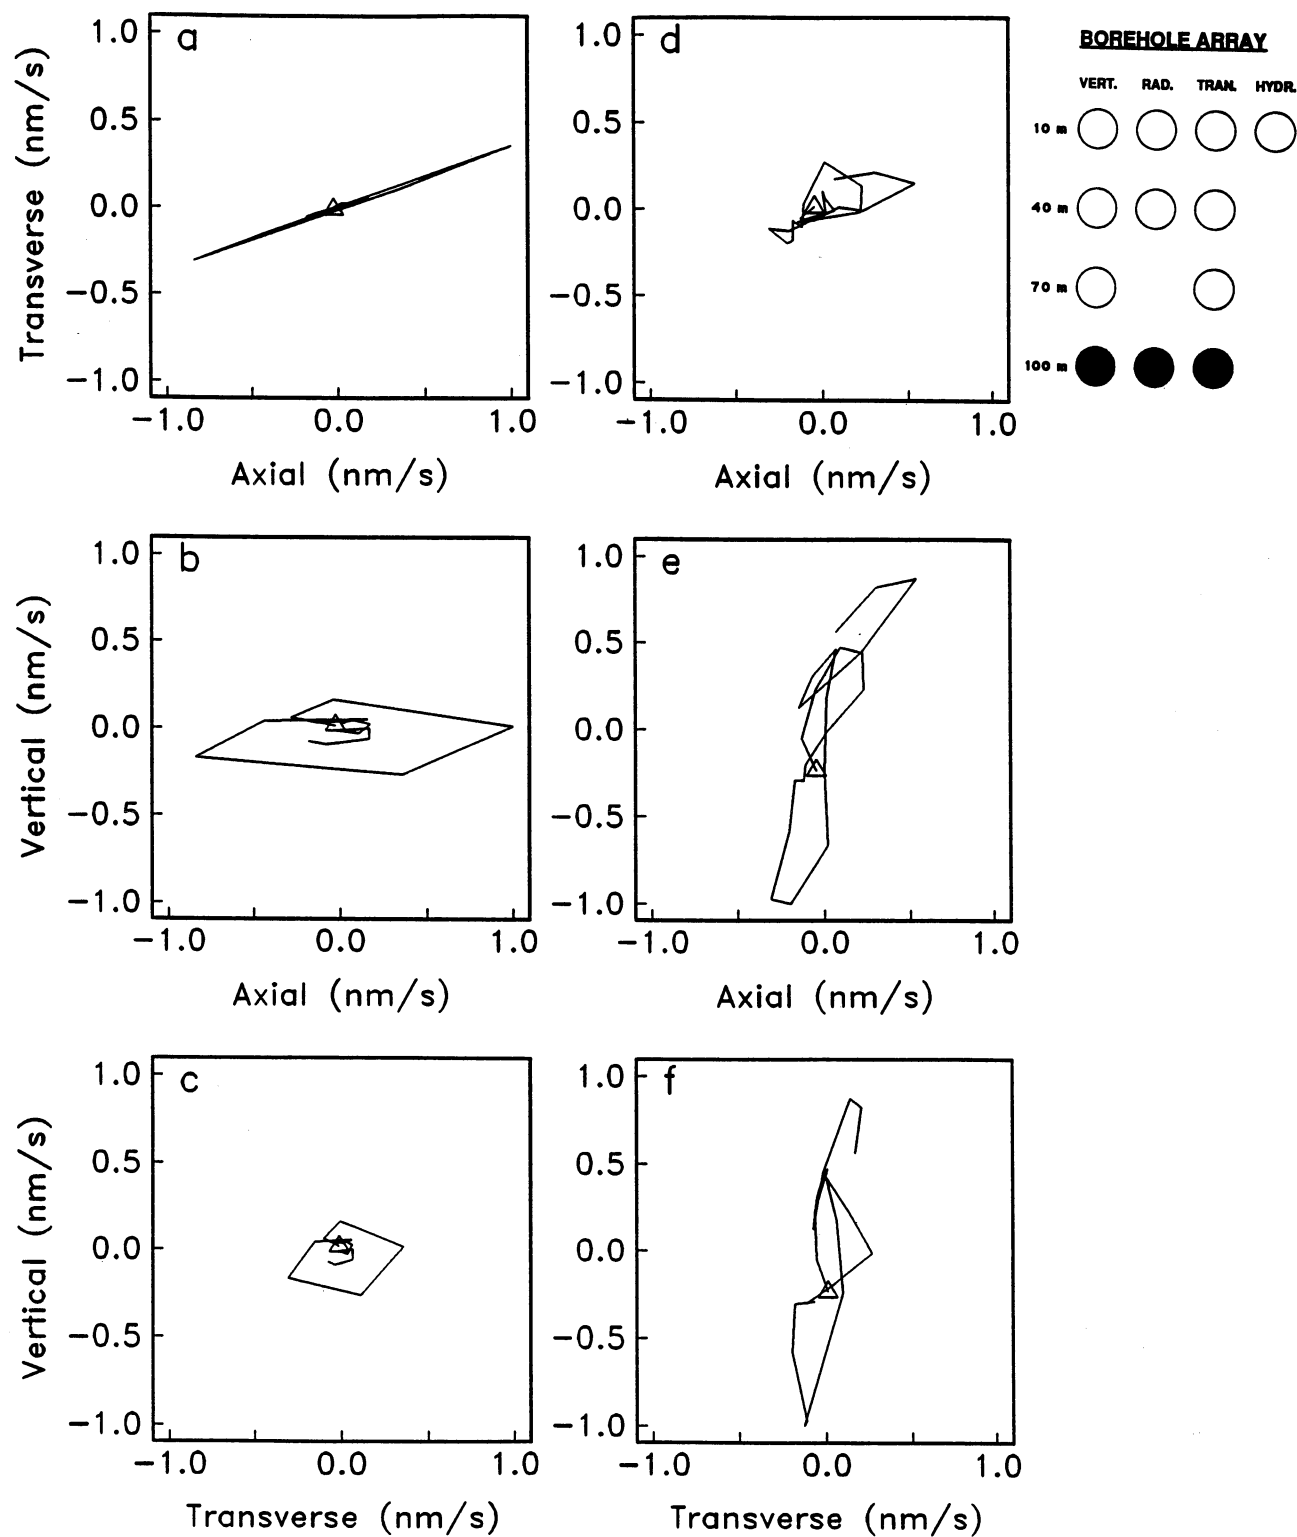 a
1.0
0.5
0.0
−0.5
−1.0
Transverse (nm/s)
−1.0 0.0 1.0
Axial (nm/s)
d
1.0
0.5
0.0
−0.5
−1.0
−1.0 0.0 1.0
Axial (nm/s)
BOREHOLE ARRAY
VERT. RAD. TRAN. HYDR.
10 m
40 m
70 m
100 m
b
1.0
0.5
0.0
−0.5
−1.0
Vertical (nm/s)
−1.0 0.0 1.0
Axial (nm/s)
e
1.0
0.5
0.0
−0.5
−1.0
−1.0 0.0 1.0
Axial (nm/s)
c
1.0
0.5
0.0
−0.5
−1.0
Vertical (nm/s)
−1.0 0.0 1.0
Transverse (nm/s)
f
1.0
0.5
0.0
−0.5
−1.0
−1.0 0.0 1.0
Transverse (nm/s)